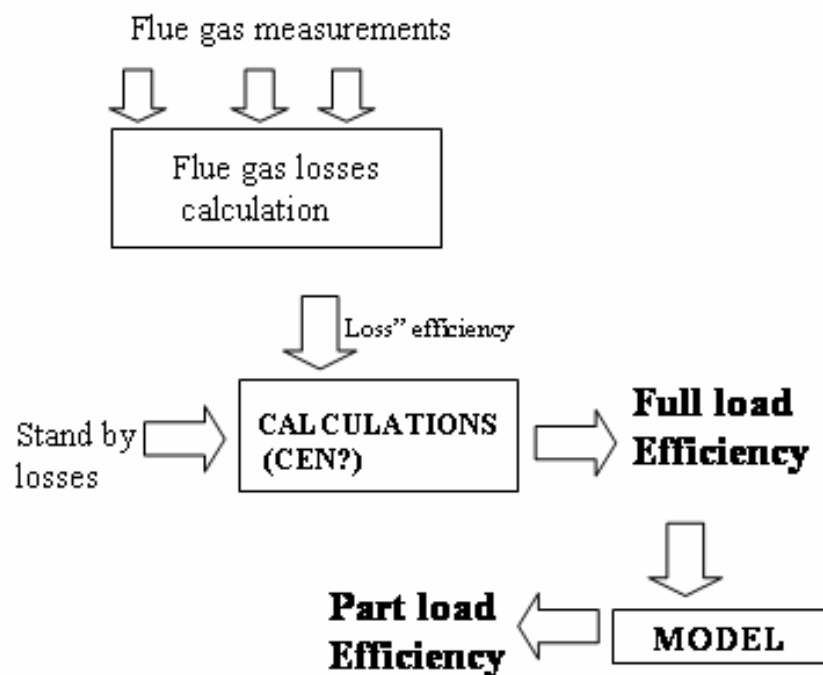 Flue gas measurements
Flue gas losses
calculation
Loss” efficiency
Stand by
losses
CALCULATIONS
(CEN?)
Full load
Efficiency
Part load
Efficiency
MODEL